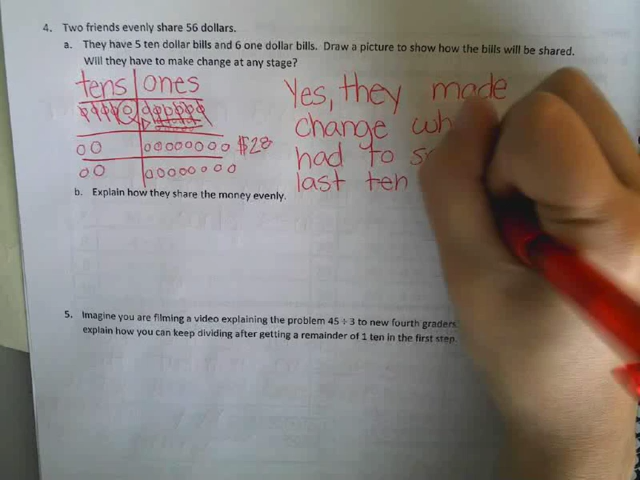 4. Two friends evenly share 56 dollars.
a. They have 5 ten dollar bills and 6 one dollar bills. Draw a picture to show how the bills will be shared.
Will they have to make change at any stage?
tens ones
$28
Yes, they made
change
had to
last ten
b. Explain how they share the money evenly.
5. Imagine you are filming a video explaining the problem 45 ÷ 3 to new fourth graders.
explain how you can keep dividing after getting a remainder of 1 ten in the first step.